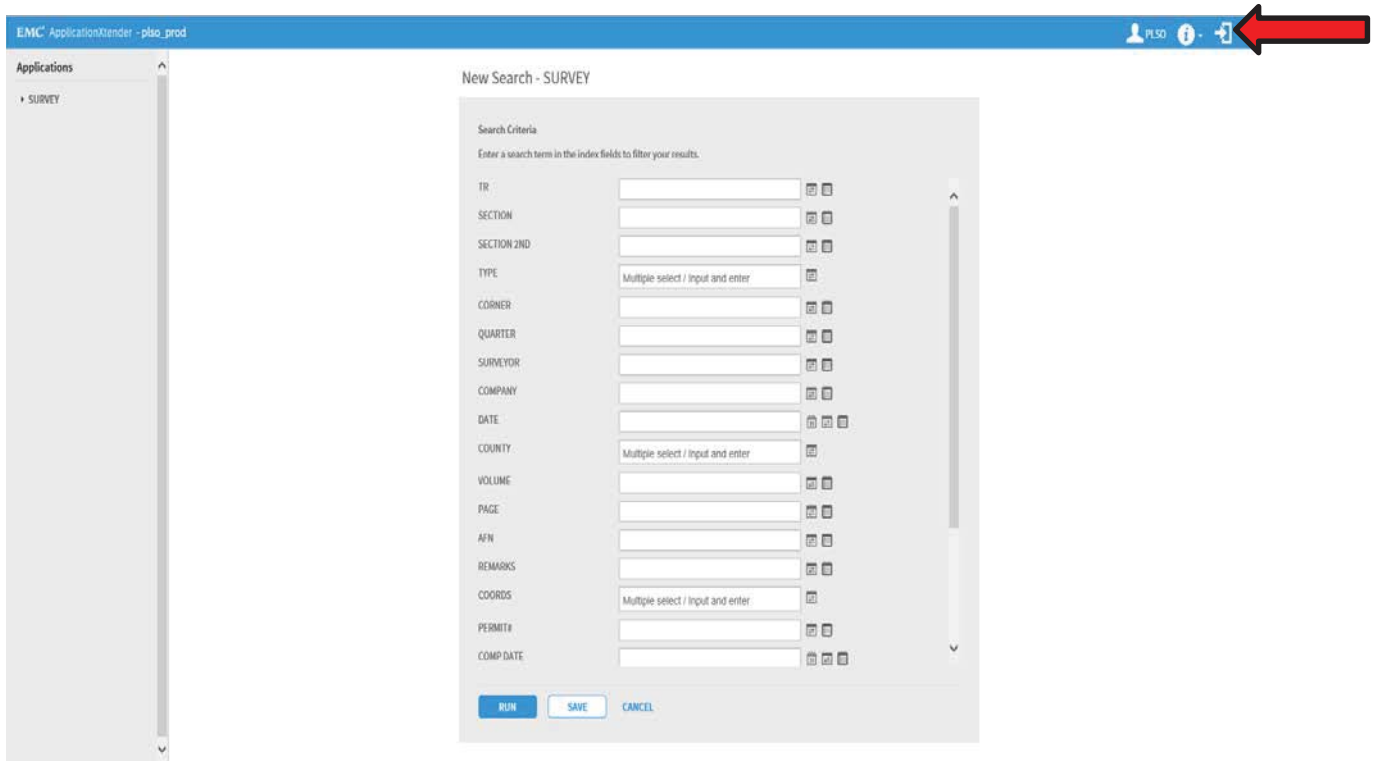 EMC ApplicationXtender - plso_prod
PLSO
Applications
SURVEY
New Search - SURVEY
Search Criteria
Enter a search term in the index fields to filter your results.
TR
SECTION
SECTION 2ND
TYPE Multiple select / Input and enter
CORNER
QUARTER
SURVEYOR
COMPANY
DATE
COUNTY Multiple select / Input and enter
VOLUME
PAGE
AFN
REMARKS
COORDS Multiple select / Input and enter
PERMIT#
COMP DATE
RUN SAVE CANCEL